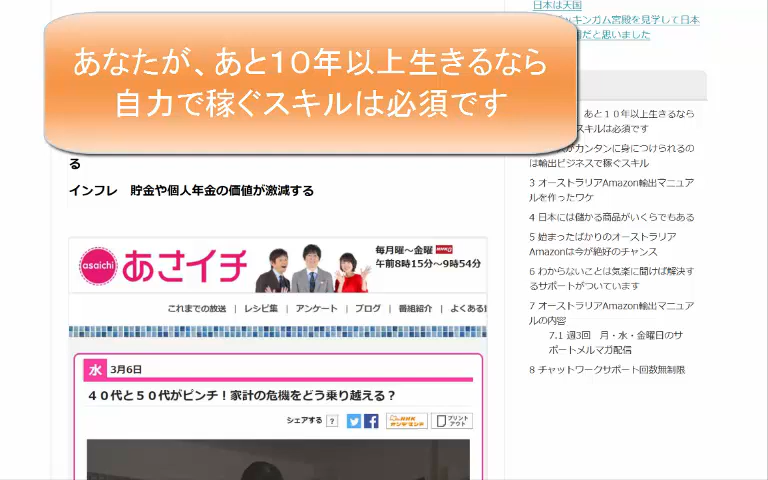 日本は天国
ッキンガム宮殿を見学して日本
だと思いました
あなたが、あと１０年以上生きるなら
自力で稼ぐスキルは必須です
る
インフレ　貯金や個人年金の価値が激減する
asaichi
あさイチ
毎月曜～金曜 NHK
午前8時15分～9時54分
これまでの放送 | レシピ集 | アンケート | ブログ | 番組紹介 | よくある
水 3月6日
４０代と５０代がピンチ！家計の危機をどう乗り越える？
シェアする ?
NHK
オンデマンド
プリント
アウト
あと１０年以上生きるなら
スキルは必須です
カンタンに身につけられるの
は輸出ビジネスで稼ぐスキル
3 オーストラリアAmazon輸出マニュア
ルを作ったワケ
4 日本には儲かる商品がいくらでもある
5 始まったばかりのオーストラリア
Amazonは今が絶好のチャンス
6 わからないことは気楽に聞けば解決す
るサポートがついています
7 オーストラリアAmazon輸出マニュア
ルの内容
7.1 週3回　月・水・金曜日のサ
ポートメルマガ配信
8 チャットワークサポート回数無制限